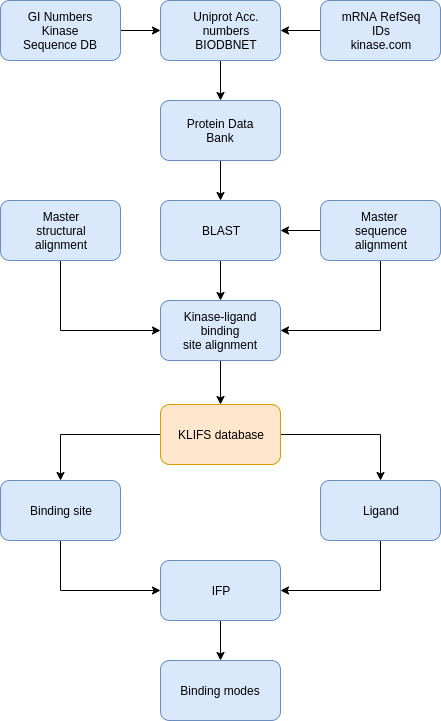 GI Numbers
Kinase
Sequence DB
Uniprot Acc.
numbers
BIODBNET
mRNA RefSeq
IDs
kinase.com
Protein Data
Bank
Master
structural
alignment
BLAST
Master
sequence
alignment
Kinase-ligand
binding
site alignment
KLIFS database
Binding site
Ligand
IFP
Binding modes